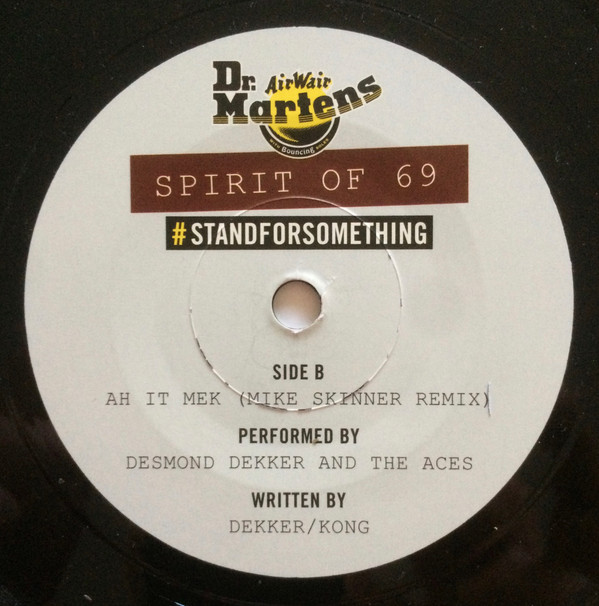 Dr. AirWair
Martens
WITH Bouncing SOLES
SPIRIT OF 69
#STANDFORSOMETHING
SIDE B
AH IT MEK (MIKE SKINNER REMIX)
PERFORMED BY
DESMOND DEKKER AND THE ACES
WRITTEN BY
DEKKER/KONG